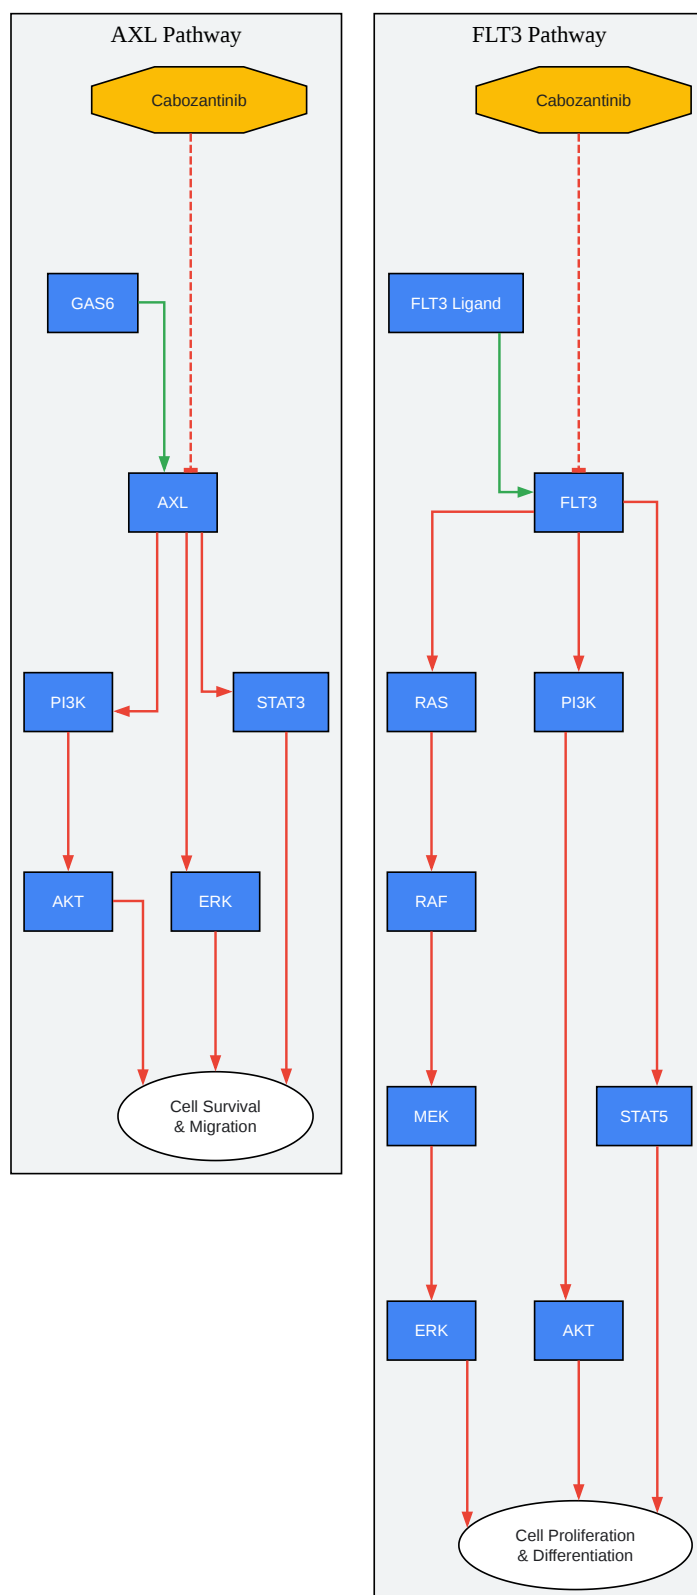 AXL Pathway
Cabozantinib
GAS6
AXL
PI3K
STAT3
AKT
ERK
Cell Survival
& Migration
FLT3 Pathway
Cabozantinib
FLT3 Ligand
FLT3
RAS
PI3K
RAF
MEK
STAT5
ERK
AKT
Cell Proliferation
& Differentiation